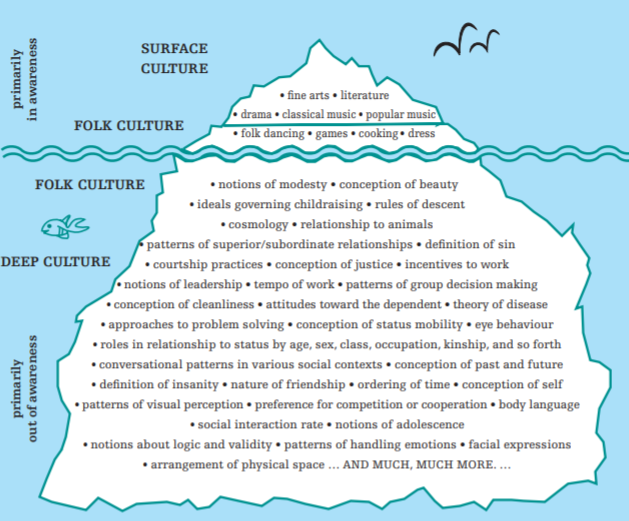 primarily
in awareness
SURFACE
CULTURE
• fine arts • literature
• drama • classical music • popular music
FOLK CULTURE
• folk dancing • games • cooking • dress
FOLK CULTURE
• notions of modesty • conception of beauty
• ideals governing childraising • rules of descent
• cosmology • relationship to animals
DEEP CULTURE
• patterns of superior/subordinate relationships • definition of sin
• courtship practices • conception of justice • incentives to work
• notions of leadership • tempo of work • patterns of group decision making
• conception of cleanliness • attitudes toward the dependent • theory of disease
• approaches to problem solving • conception of status mobility • eye behaviour
• roles in relationship to status by age, sex, class, occupation, kinship, and so forth
• conversational patterns in various social contexts • conception of past and future
• definition of insanity • nature of friendship • ordering of time • conception of self
• patterns of visual perception • preference for competition or cooperation • body language
• social interaction rate • notions of adolescence
• notions about logic and validity • patterns of handling emotions • facial expressions
• arrangement of physical space ... AND MUCH, MUCH MORE. ...
primarily
out of awareness